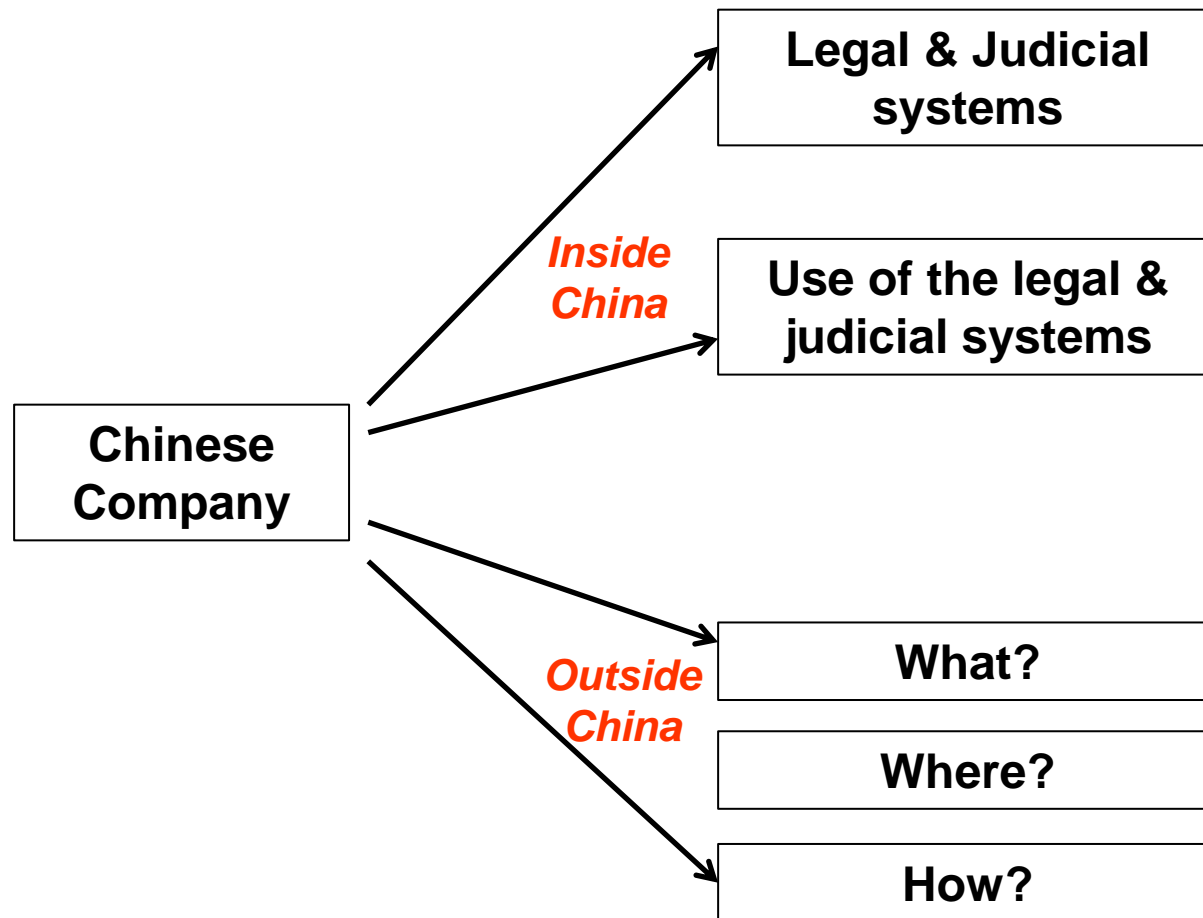 Legal & Judicial
systems
Inside
China
Use of the legal &
judicial systems
Chinese
Company
Outside
China
What?
Where?
How?